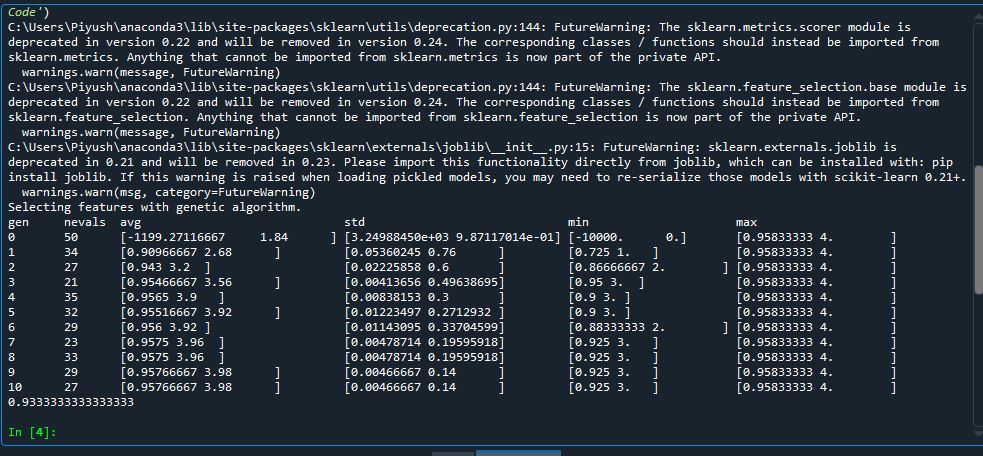 Code')
C:\Users\Piyush\anaconda3\lib\site-packages\sklearn\utils\deprecation.py:144: FutureWarning: The sklearn.metrics.scorer module is
deprecated in version 0.22 and will be removed in version 0.24. The corresponding classes / functions should instead be imported from
sklearn.metrics. Anything that cannot be imported from sklearn.metrics is now part of the private API.
  warnings.warn(message, FutureWarning)
C:\Users\Piyush\anaconda3\lib\site-packages\sklearn\utils\deprecation.py:144: FutureWarning: The sklearn.feature_selection.base module is
deprecated in version 0.22 and will be removed in version 0.24. The corresponding classes / functions should instead be imported from
sklearn.feature_selection. Anything that cannot be imported from sklearn.feature_selection is now part of the private API.
  warnings.warn(message, FutureWarning)
C:\Users\Piyush\anaconda3\lib\site-packages\sklearn\externals\joblib\__init__.py:15: FutureWarning: sklearn.externals.joblib is
deprecated in 0.21 and will be removed in 0.23. Please import this functionality directly from joblib, which can be installed with: pip
install joblib. If this warning is raised when loading pickled models, you may need to re-serialize those models with scikit-learn 0.21+.
  warnings.warn(msg, category=FutureWarning)
Selecting features with genetic algorithm.
gen nevals avg std min max
0 50 [-1199.27116667 1.84 ] [3.24988450e+03 9.87117014e-01] [-10000. 0.] [0.95833333 4. ]
1 34 [0.90966667 2.68 ] [0.05360245 0.76 ] [0.725 1. ] [0.95833333 4. ]
2 27 [0.943 3.2 ] [0.02225858 0.6 ] [0.86666667 2. ] [0.95833333 4. ]
3 21 [0.95466667 3.56 ] [0.00413656 0.49638695] [0.95 3. ] [0.95833333 4. ]
4 35 [0.9565 3.9 ] [0.00838153 0.3 ] [0.9 3. ] [0.95833333 4. ]
5 32 [0.95516667 3.92 ] [0.01223497 0.2712932 ] [0.9 3. ] [0.95833333 4. ]
6 29 [0.956 3.92 ] [0.01143095 0.33704599] [0.88333333 2. ] [0.95833333 4. ]
7 23 [0.9575 3.96 ] [0.00478714 0.19595918] [0.925 3. ] [0.95833333 4. ]
8 33 [0.9575 3.96 ] [0.00478714 0.19595918] [0.925 3. ] [0.95833333 4. ]
9 29 [0.95766667 3.98 ] [0.00466667 0.14 ] [0.925 3. ] [0.95833333 4. ]
10 27 [0.95766667 3.98 ] [0.00466667 0.14 ] [0.925 3. ] [0.95833333 4. ]
0.9333333333333333
In [4]: